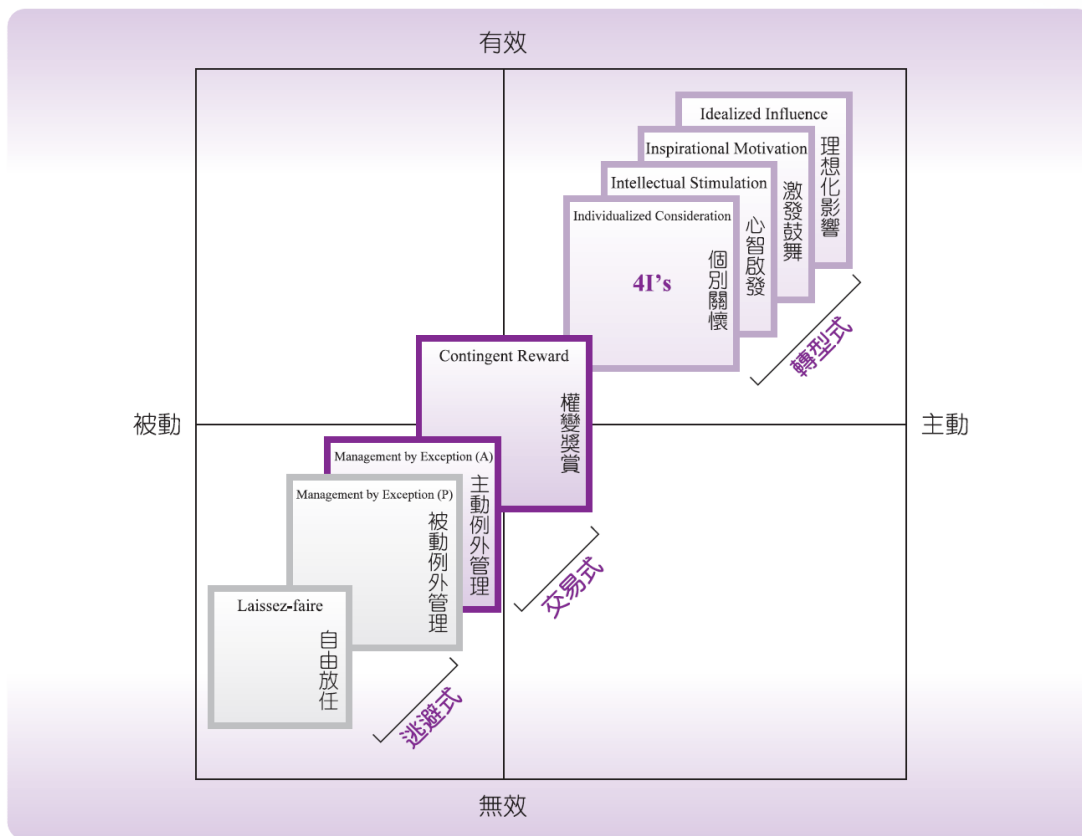 有效
Idealized Influence
理想化影響
Inspirational Motivation
激發鼓舞
Intellectual Stimulation
心智啟發
Individualized Consideration
個別關懷
4I's
轉型式
Contingent Reward
權變獎賞
被動
主動
Management by Exception (A)
主動例外管理
Management by Exception (P)
被動例外管理
交易式
Laissez-faire
自由放任
逃避式
無效